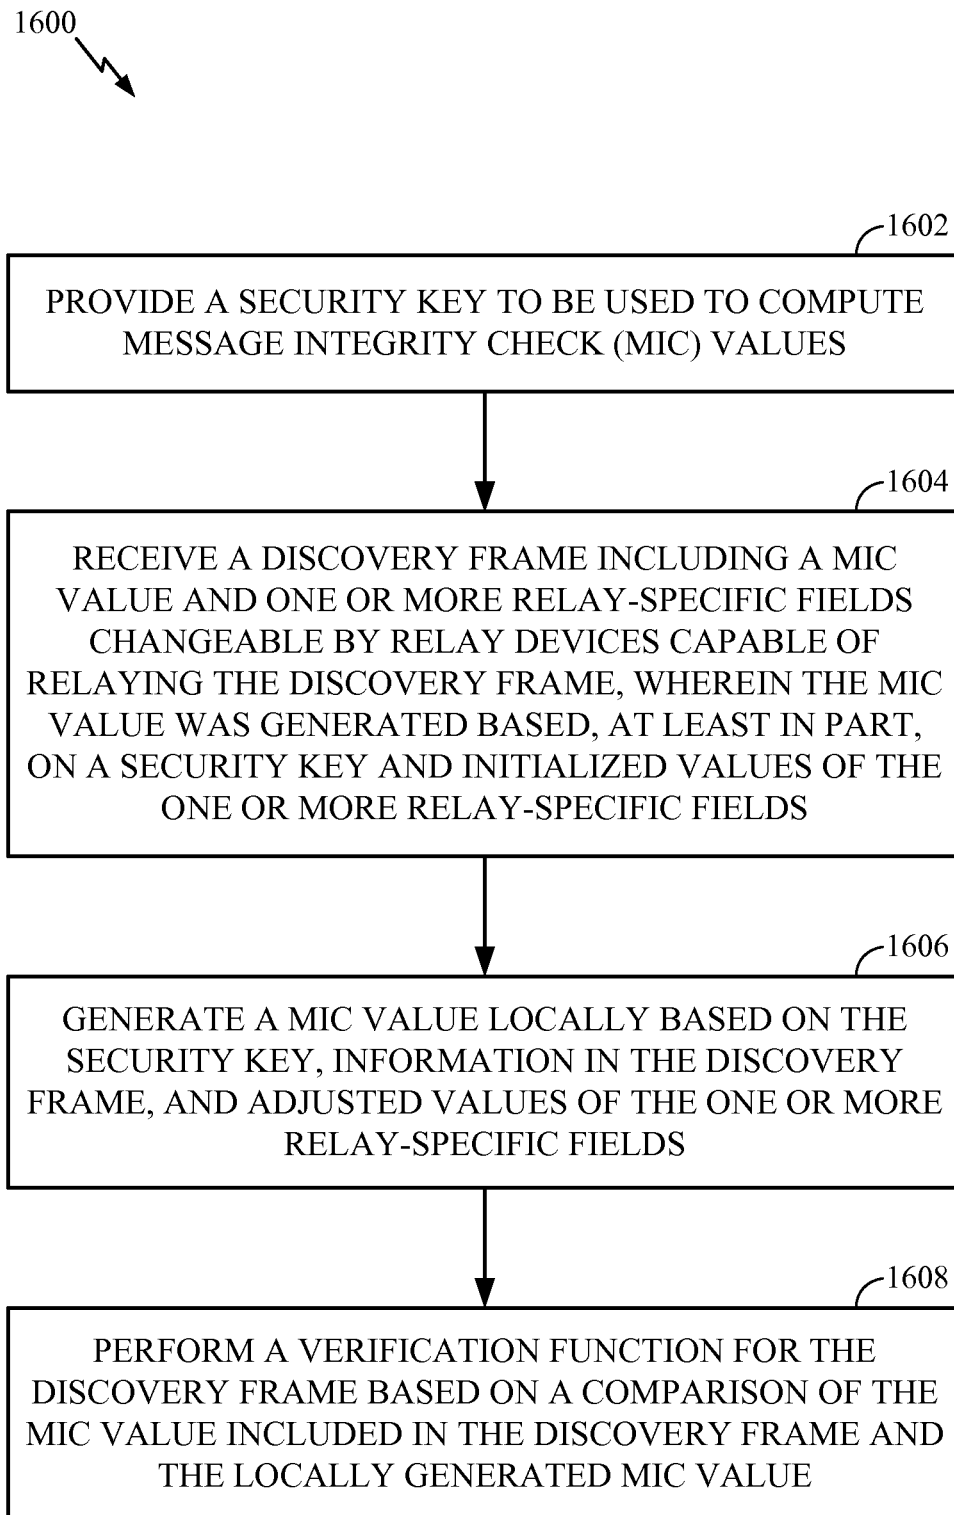 1600
1602
PROVIDE A SECURITY KEY TO BE USED TO COMPUTE
MESSAGE INTEGRITY CHECK (MIC) VALUES
1604
RECEIVE A DISCOVERY FRAME INCLUDING A MIC
VALUE AND ONE OR MORE RELAY-SPECIFIC FIELDS
CHANGEABLE BY RELAY DEVICES CAPABLE OF
RELAYING THE DISCOVERY FRAME, WHEREIN THE MIC
VALUE WAS GENERATED BASED, AT LEAST IN PART,
ON A SECURITY KEY AND INITIALIZED VALUES OF THE
ONE OR MORE RELAY-SPECIFIC FIELDS
1606
GENERATE A MIC VALUE LOCALLY BASED ON THE
SECURITY KEY, INFORMATION IN THE DISCOVERY
FRAME, AND ADJUSTED VALUES OF THE ONE OR MORE
RELAY-SPECIFIC FIELDS
1608
PERFORM A VERIFICATION FUNCTION FOR THE
DISCOVERY FRAME BASED ON A COMPARISON OF THE
MIC VALUE INCLUDED IN THE DISCOVERY FRAME AND
THE LOCALLY GENERATED MIC VALUE